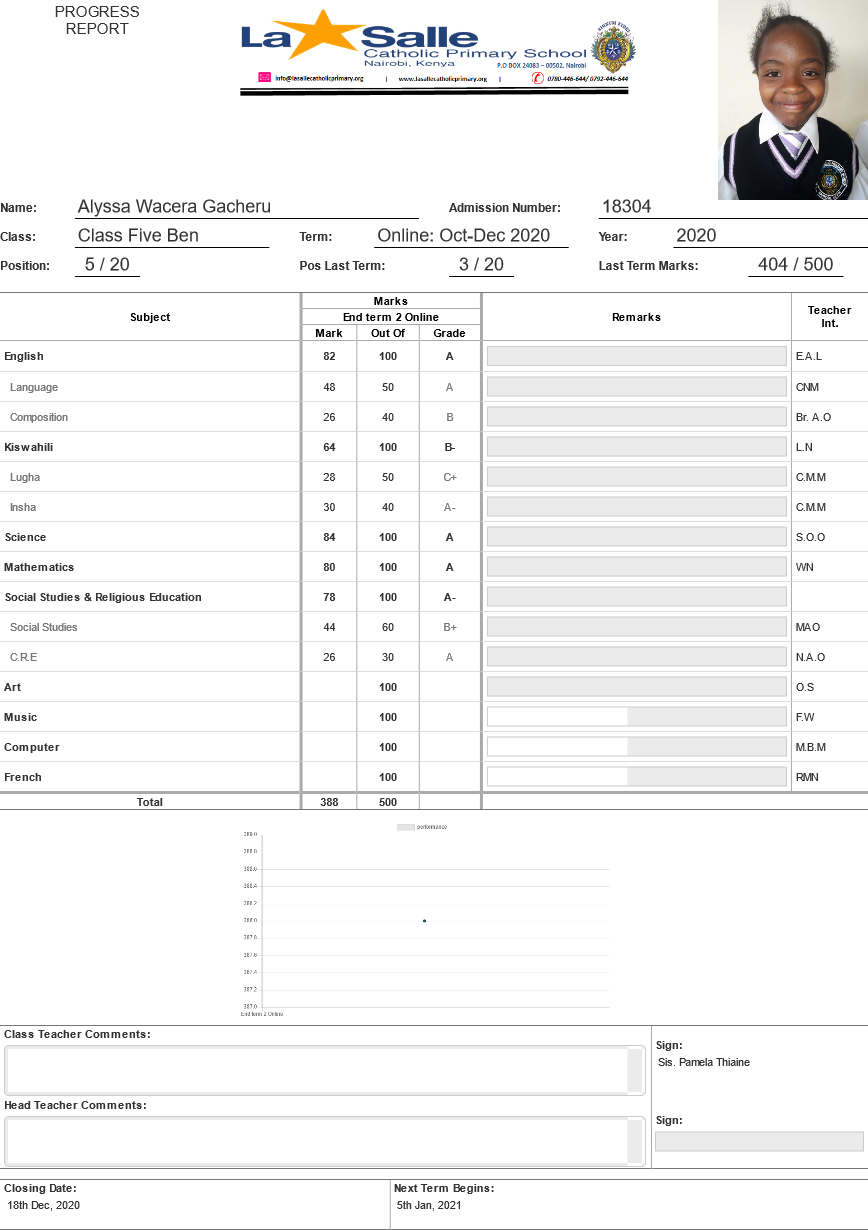 PROGRESS
REPORT
La Salle
Catholic Primary School
Nairobi, Kenya
P.O BOX 24083 – 00502, Nairobi
info@lasallecatholicprimary.org | www.lasallecatholicprimary.org | 0780-446-644/ 0792-446-644
Name: Alyssa Wacera Gacheru Admission Number: 18304
Class: Class Five Ben Term: Online: Oct-Dec 2020 Year: 2020
Position: 5 / 20 Pos Last Term: 3 / 20 Last Term Marks: 404 / 500
Subject Marks Remarks Teacher Int.
End term 2 Online
Mark Out Of Grade
English 82 100 A E.A.L
Language 48 50 A CNM
Composition 26 40 B Br. A.O
Kiswahili 64 100 B- L.N
Lugha 28 50 C+ C.M.M
Insha 30 40 A- C.M.M
Science 84 100 A S.O.O
Mathematics 80 100 A WN
Social Studies & Religious Education 78 100 A-
Social Studies 44 60 B+ MAO
C.R.E 26 30 A N.A.O
Art 100 O.S
Music 100 F.W
Computer 100 M.B.M
French 100 RMN
Total 388 500
performance
389.0
388.8
388.6
388.4
388.2
388.0
387.8
387.6
387.4
387.2
387.0
End term 2 Online
Class Teacher Comments:
Sign:
Sis. Pamela Thiaine
Head Teacher Comments:
Sign:
Closing Date: Next Term Begins:
18th Dec, 2020 5th Jan, 2021